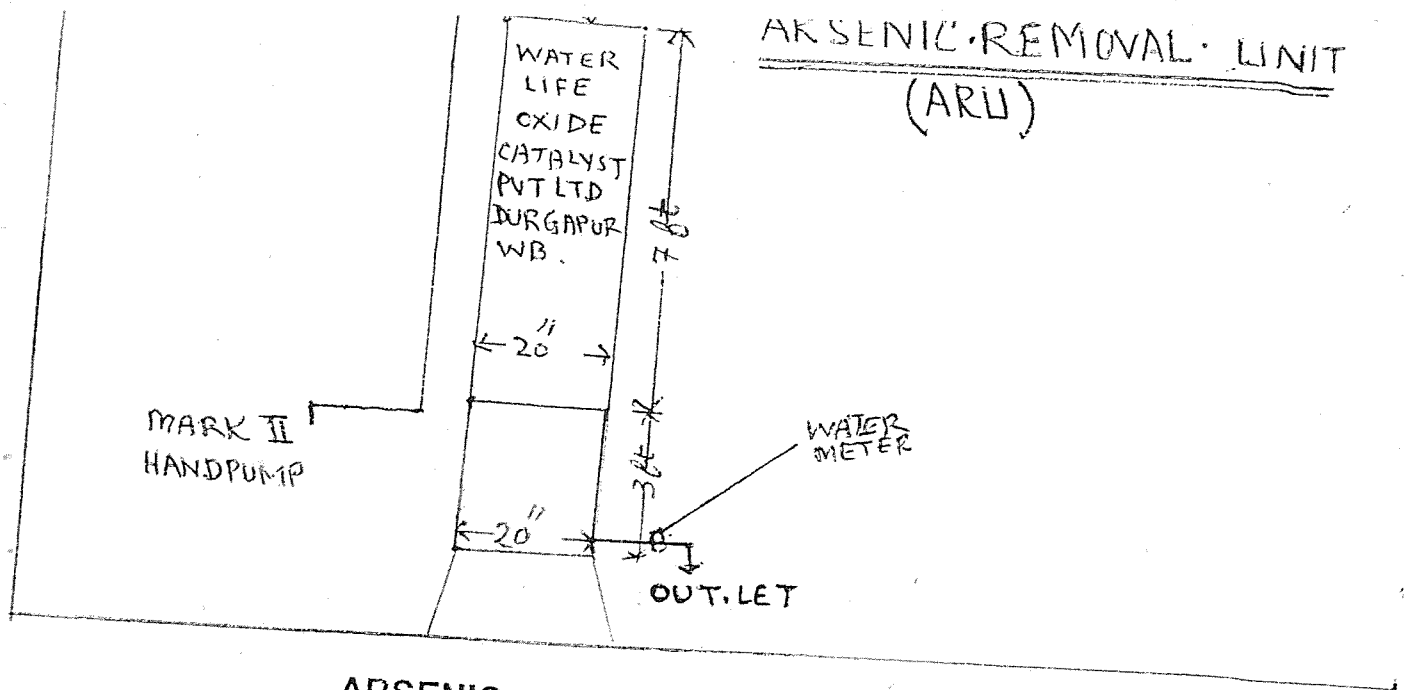 ARSENIC.REMOVAL. UNIT
(ARU)
WATER
LIFE
OXIDE
CATALYST
PVT LTD
DURGAPUR
WB.
7 ft
20"
MARK II
HANDPUMP
WATER
METER
3 ft
20"
OUT.LET
ARSENIC